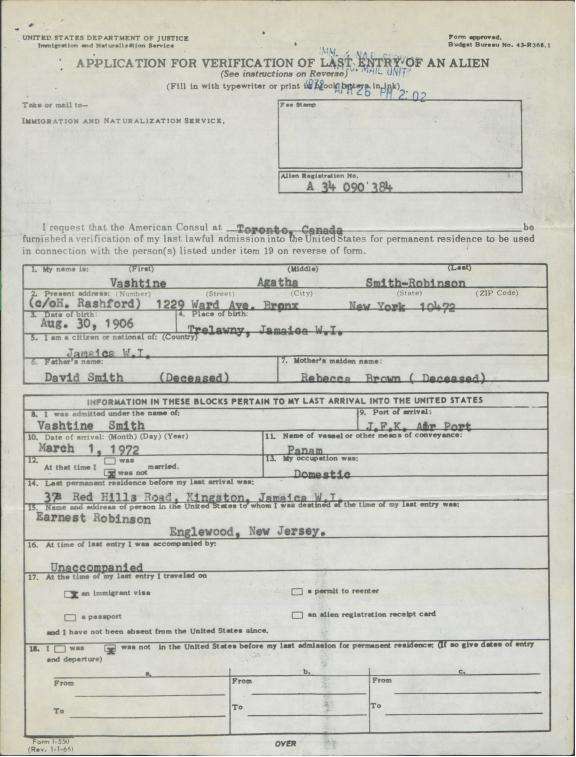 UNITED STATES DEPARTMENT OF JUSTICE
Immigration and Naturalization Service
Form approved.
Budget Bureau No. 43-R368.1
APPLICATION FOR VERIFICATION OF LAST ENTRY OF AN ALIEN
(See instructions on Reverse)
(Fill in with typewriter or print in block letters in ink)
MAIL UNIT
APR 26 PM 2:02
Take or mail to—
IMMIGRATION AND NATURALIZATION SERVICE,
Fee Stamp
Alien Registration No.
A 34 090 384
I request that the American Consul at Toronto, Canada be
furnished a verification of my last lawful admission into the United States for permanent residence to be used
in connection with the person(s) listed under item 19 on reverse of form.
1. My name is: (First) (Middle) (Last)
Vashtine Agatha Smith-Robinson
2. Present address: (Number) (Street) (City) (State) (ZIP Code)
(c/oH. Rashford) 1229 Ward Ave. Bronx New York 10472
3. Date of birth: 4. Place of birth:
Aug. 30, 1906 Trelawny, Jamaica W.I.
5. I am a citizen or national of: (Country)
Jamaica W.I.
6. Father's name: 7. Mother's maiden name:
David Smith (Deceased) Rebecca Brown ( Deceased)
INFORMATION IN THESE BLOCKS PERTAIN TO MY LAST ARRIVAL INTO THE UNITED STATES
8. I was admitted under the name of: 9. Port of arrival:
Vashtine Smith J.F.K. Air Port
10. Date of arrival: (Month) (Day) (Year) 11. Name of vessel or other means of conveyance:
March 1, 1972 Panam
12. was 13. My occupation was:
At that time I married.
x was not Domestic
14. Last permanent residence before my last arrival was:
Red Hills Road, Kingston, Jamaica W.I.
15. Name and address of person in the United States to whom I was destined at the time of my last entry was:
Earnest Robinson
Englewood, New Jersey.
16. At time of last entry I was accompanied by:
Unaccompanied
17. At the time of my last entry I traveled on
x an immigrant visa a permit to reenter
a passport an alien registration receipt card
and I have not been absent from the United States since,
18. I was x was not in the United States before my last admission for permanent residence: (If so give dates of entry
and departure)
a. b. c.
From From From
To To To
Form I-550
(Rev. 1-1-66)
OVER